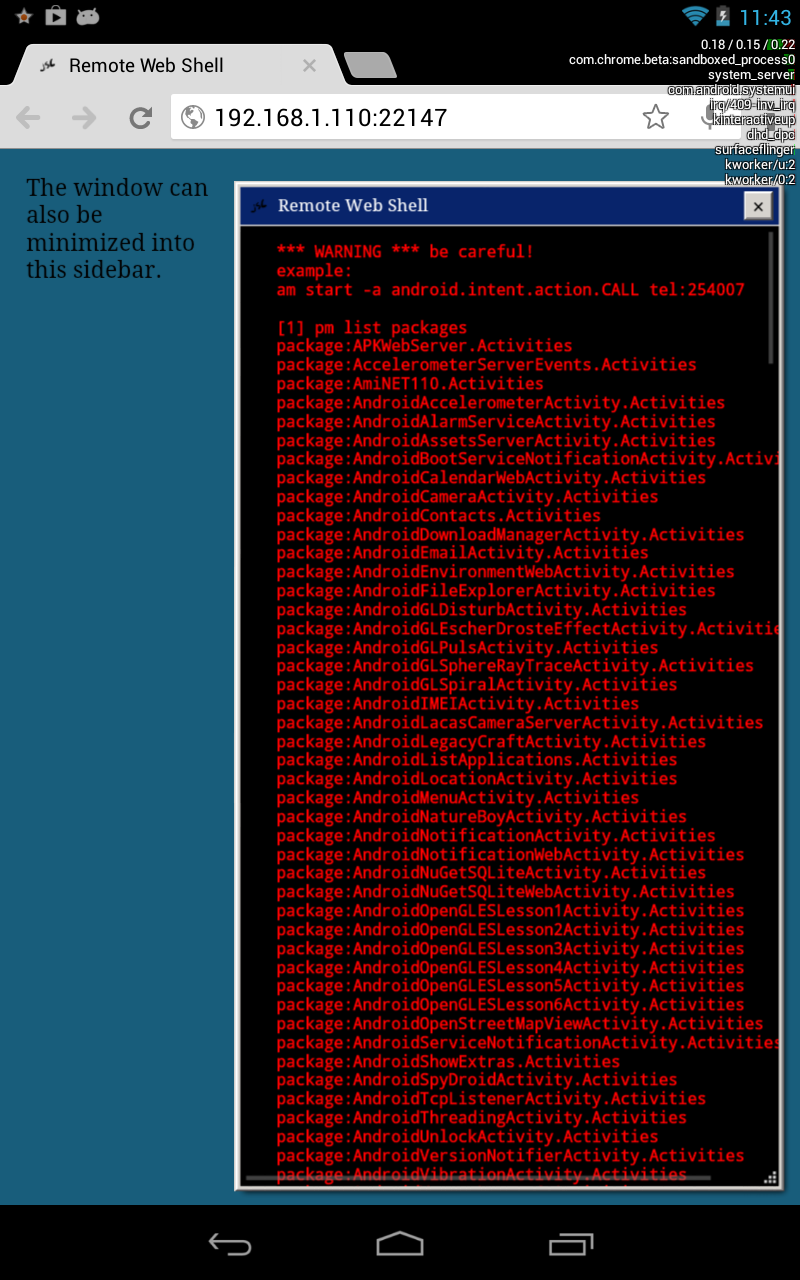 11:43
0.18 / 0.15 / 0.22
com.chrome.beta:sandboxed_process0
system_server
com.android.systemui
irq/409-inv_irq
kinteractiveup
dhd_dpc
surfaceflinger
kworker/u:2
kworker/0:2
Remote Web Shell
192.168.1.110:22147
The window can
also be
minimized into
this sidebar.
Remote Web Shell
*** WARNING *** be careful!
example:
am start -a android.intent.action.CALL tel:254007
[1] pm list packages
package:APKWebServer.Activities
package:AccelerometerServerEvents.Activities
package:AmiNET110.Activities
package:AndroidAccelerometerActivity.Activities
package:AndroidAlarmServiceActivity.Activities
package:AndroidAssetsServerActivity.Activities
package:AndroidBootServiceNotificationActivity.Activi
package:AndroidCalendarWebActivity.Activities
package:AndroidCameraActivity.Activities
package:AndroidContacts.Activities
package:AndroidDownloadManagerActivity.Activities
package:AndroidEmailActivity.Activities
package:AndroidEnvironmentWebActivity.Activities
package:AndroidFileExplorerActivity.Activities
package:AndroidGLDisturbActivity.Activities
package:AndroidGLEscherDrosteEffectActivity.Activitie
package:AndroidGLPulsActivity.Activities
package:AndroidGLSphereRayTraceActivity.Activities
package:AndroidGLSpiralActivity.Activities
package:AndroidIMEIActivity.Activities
package:AndroidLacasCameraServerActivity.Activities
package:AndroidLegacyCraftActivity.Activities
package:AndroidListApplications.Activities
package:AndroidLocationActivity.Activities
package:AndroidMenuActivity.Activities
package:AndroidNatureBoyActivity.Activities
package:AndroidNotificationActivity.Activities
package:AndroidNotificationWebActivity.Activities
package:AndroidNuGetSQLiteActivity.Activities
package:AndroidNuGetSQLiteWebActivity.Activities
package:AndroidOpenGLESLesson1Activity.Activities
package:AndroidOpenGLESLesson2Activity.Activities
package:AndroidOpenGLESLesson3Activity.Activities
package:AndroidOpenGLESLesson4Activity.Activities
package:AndroidOpenGLESLesson5Activity.Activities
package:AndroidOpenGLESLesson6Activity.Activities
package:AndroidOpenStreetMapViewActivity.Activities
package:AndroidServiceNotificationActivity.Activities
package:AndroidShowExtras.Activities
package:AndroidSpyDroidActivity.Activities
package:AndroidTcpListenerActivity.Activities
package:AndroidThreadingActivity.Activities
package:AndroidUnlockActivity.Activities
package:AndroidVersionNotifierActivity.Activities
package:AndroidVibrationActivity.Activities